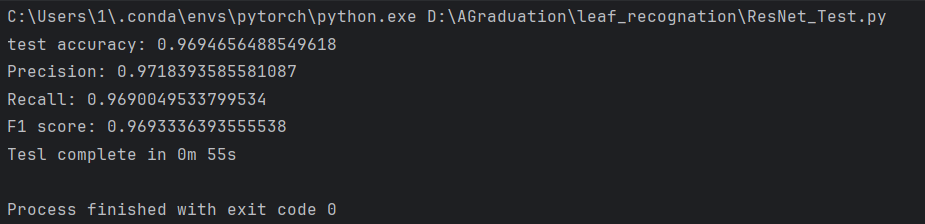 C:\Users\1\.conda\envs\pytorch\python.exe D:\AGraduation\leaf_recognation\ResNet_Test.py
test accuracy: 0.9694656488549618
Precision: 0.9718393585581087
Recall: 0.9690049533799534
F1 score: 0.9693336393555538
Tesl complete in 0m 55s
Process finished with exit code 0